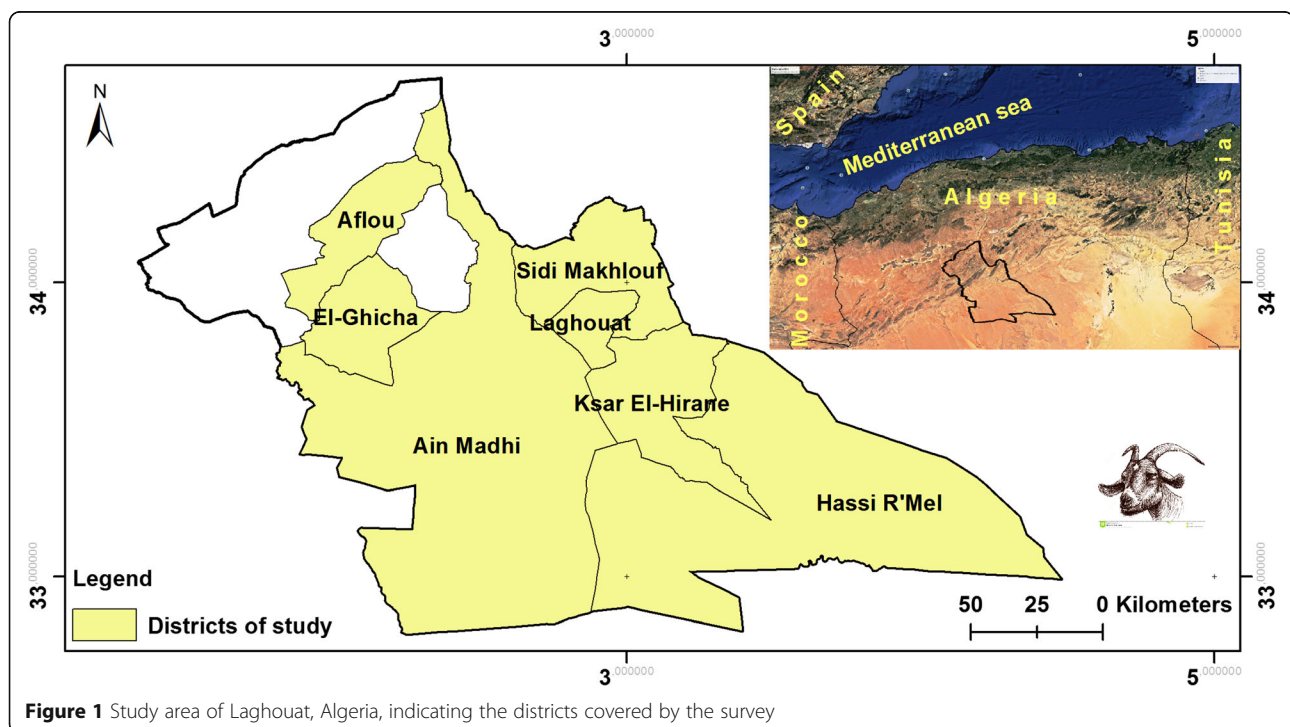 3.000000
5.000000
N
Spain
Mediterranean sea
Algeria
Morocco
Tunisia
Aflou
Sidi Makhlouf
34.000000
34.000000
El-Ghicha
Laghouat
Ksar El-Hirane
Ain Madhi
Hassi R'Mel
33.000000
33.000000
Legend
Districts of study
50 25 0 Kilometers
3.000000
5.000000
Figure 1 Study area of Laghouat, Algeria, indicating the districts covered by the survey